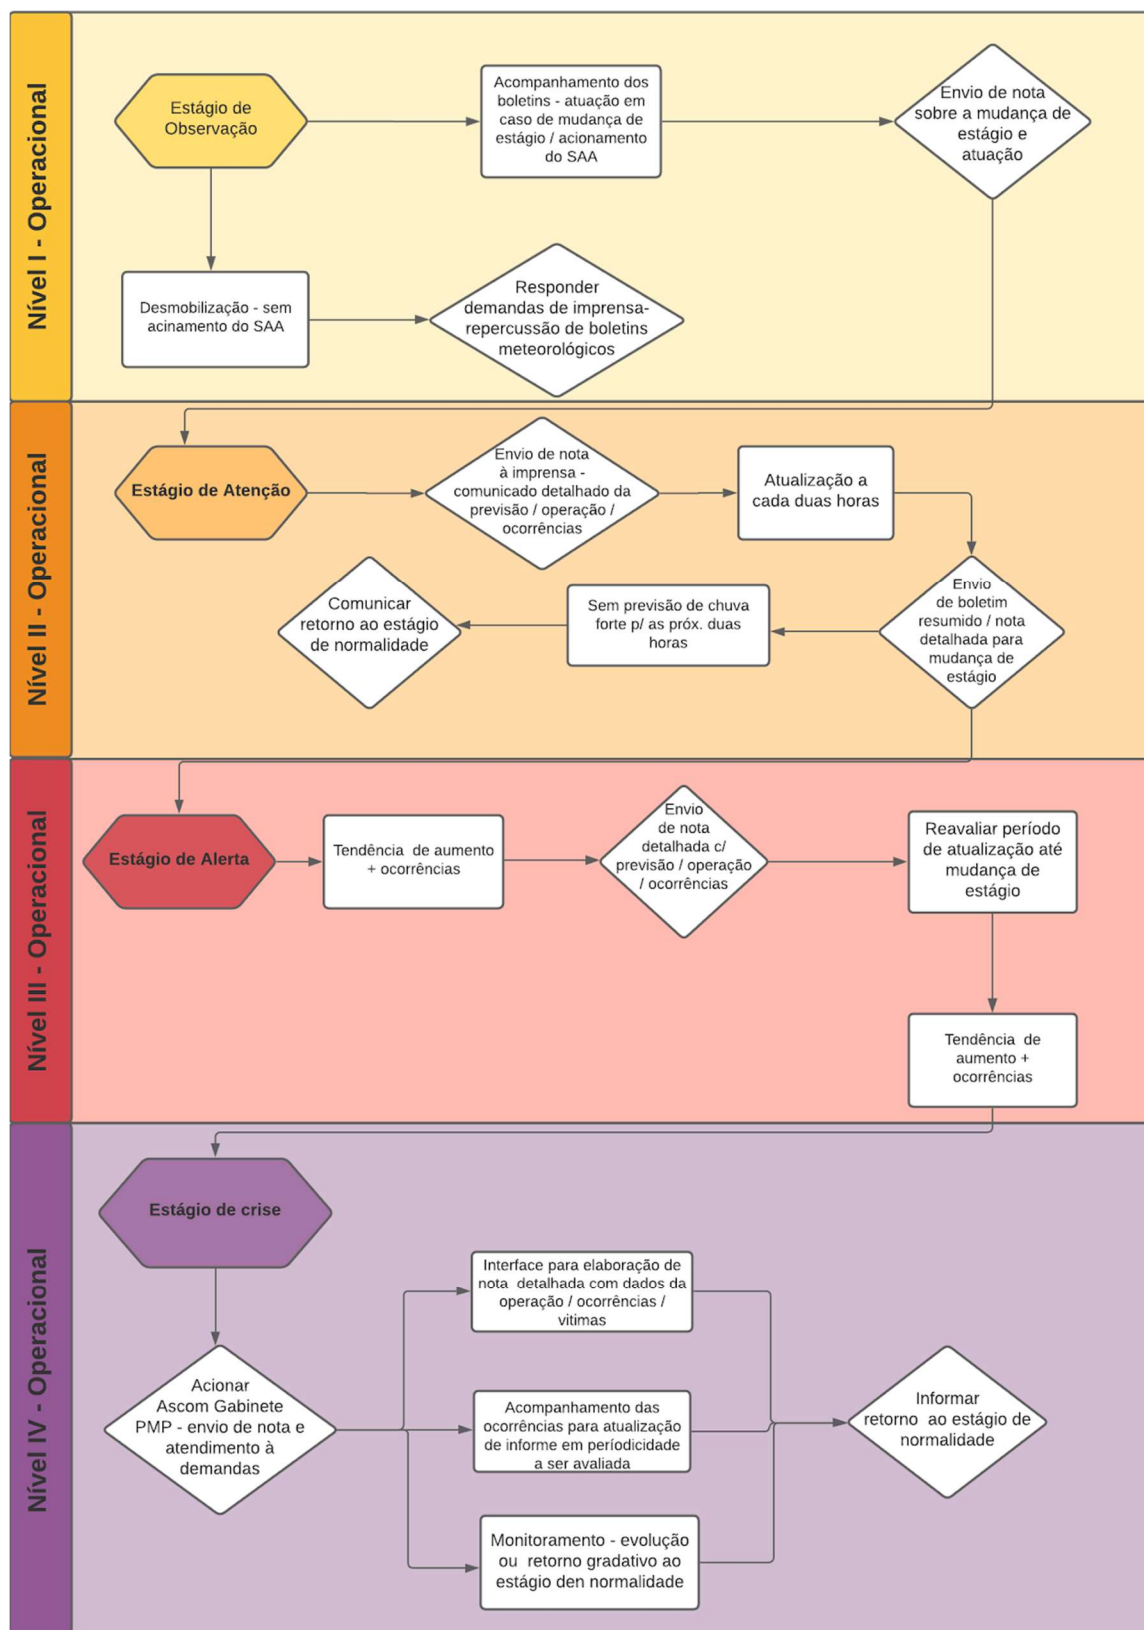 Nível I - Operacional
Estágio de
Observação
Acompanhamento dos
boletins - atuação em
caso de mudança de
estágio / acionamento
do SAA
Envio de nota
sobre a mudança de
estágio e
atuação
Desmobilização - sem
acinamento do SAA
Responder
demandas de imprensa-
repercussão de boletins
meteorológicos
Nível II - Operacional
Estágio de Atenção
Envio de nota
à imprensa -
comunicado detalhado da
previsão / operação /
ocorrências
Atualização a
cada duas horas
Envio
de boletim
resumido / nota
detalhada para
mudança de
estágio
Sem previsão de chuva
forte p/ as próx. duas
horas
Comunicar
retorno ao estágio
de normalidade
Nível III - Operacional
Estágio de Alerta
Tendência de aumento
+ ocorrências
Envio
de nota
detalhada c/
previsão / operação
/ ocorrências
Reavaliar período
de atualização até
mudança de
estágio
Tendência de
aumento +
ocorrências
Nível IV - Operacional
Estágio de crise
Acionar
Ascom Gabinete
PMP - envio de nota e
atendimento à
demandas
Interface para elaboração de
nota detalhada com dados da
operação / ocorrências /
vitimas
Acompanhamento das
ocorrências para atualização
de informe em períodicidade
a ser avaliada
Monitoramento - evolução
ou retorno gradativo ao
estágio den normalidade
Informar
retorno ao estágio de
normalidade